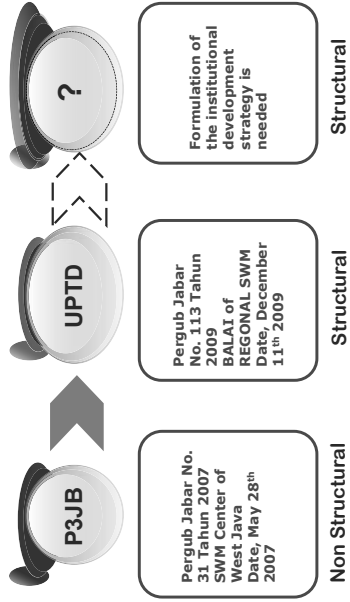 P3JB
Pergub Jabar No.
31 Tahun 2007
SWM Center of
West Java
Date, May 28th
2007
Non Structural
UPTD
Pergub Jabar
No. 113 Tahun
2009
BALAI of
REGONAL SWM
Date, December
11th 2009
Structural
?
Formulation of
the institutional
development
strategy is
needed
Structural